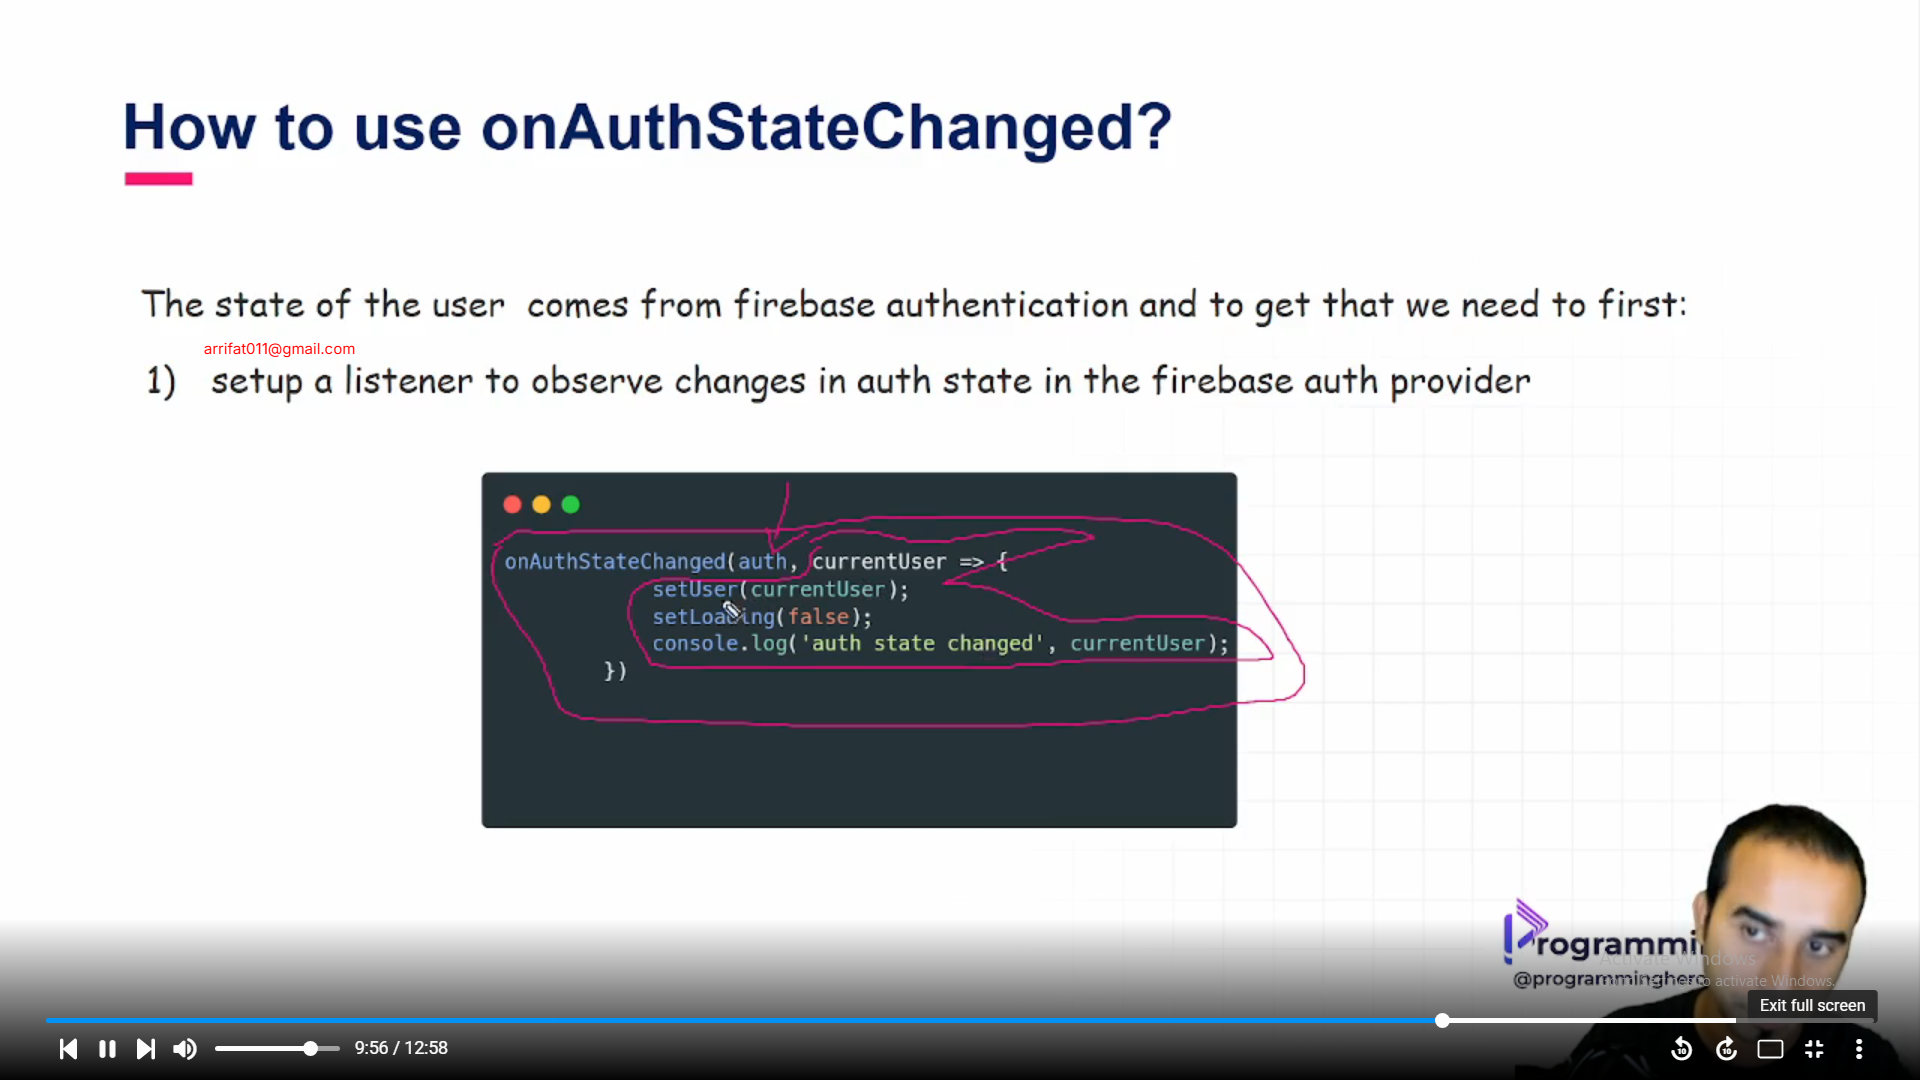 How to use onAuthStateChanged?
The state of the user comes from firebase authentication and to get that we need to first:
arrifat011@gmail.com
1) setup a listener to observe changes in auth state in the firebase auth provider
onAuthStateChanged(auth, currentUser => {
setUser(currentUser);
setLoading(false);
console.log('auth state changed', currentUser);
})
Programmi
@programminghero
Activate Windows
to activate Windows.
Exit full screen
9:56 / 12:58
10
10